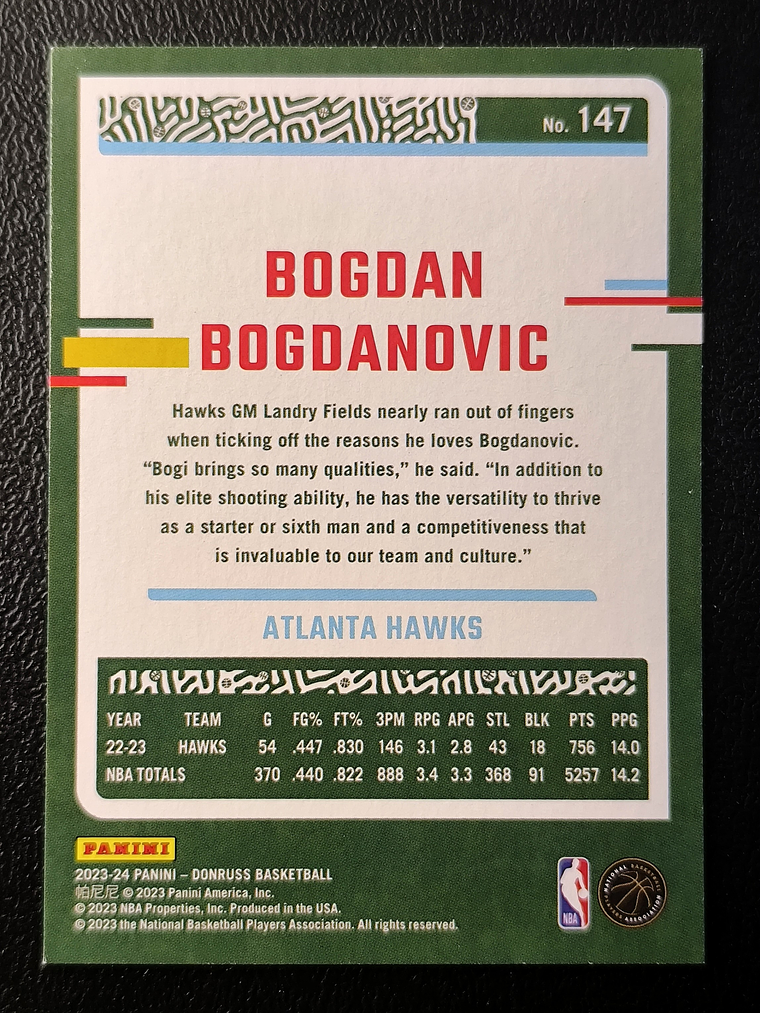 No. 147
BOGDAN
BOGDANOVIC
Hawks GM Landry Fields nearly ran out of fingers
when ticking off the reasons he loves Bogdanovic.
“Bogi brings so many qualities,” he said. “In addition to
his elite shooting ability, he has the versatility to thrive
as a starter or sixth man and a competitiveness that
is invaluable to our team and culture.”
ATLANTA HAWKS
YEAR TEAM G FG% FT% 3PM RPG APG STL BLK PTS PPG
22-23 HAWKS 54 .447 .830 146 3.1 2.8 43 18 756 14.0
NBA TOTALS 370 .440 .822 888 3.4 3.3 368 91 5257 14.2
PANINI
2023-24 PANINI – DONRUSS BASKETBALL
帕尼尼 © 2023 Panini America, Inc.
© 2023 NBA Properties, Inc. Produced in the USA.
© 2023 the National Basketball Players Association. All rights reserved.
NBA
NATIONAL BASKETBALL PLAYERS ASSOCIATION